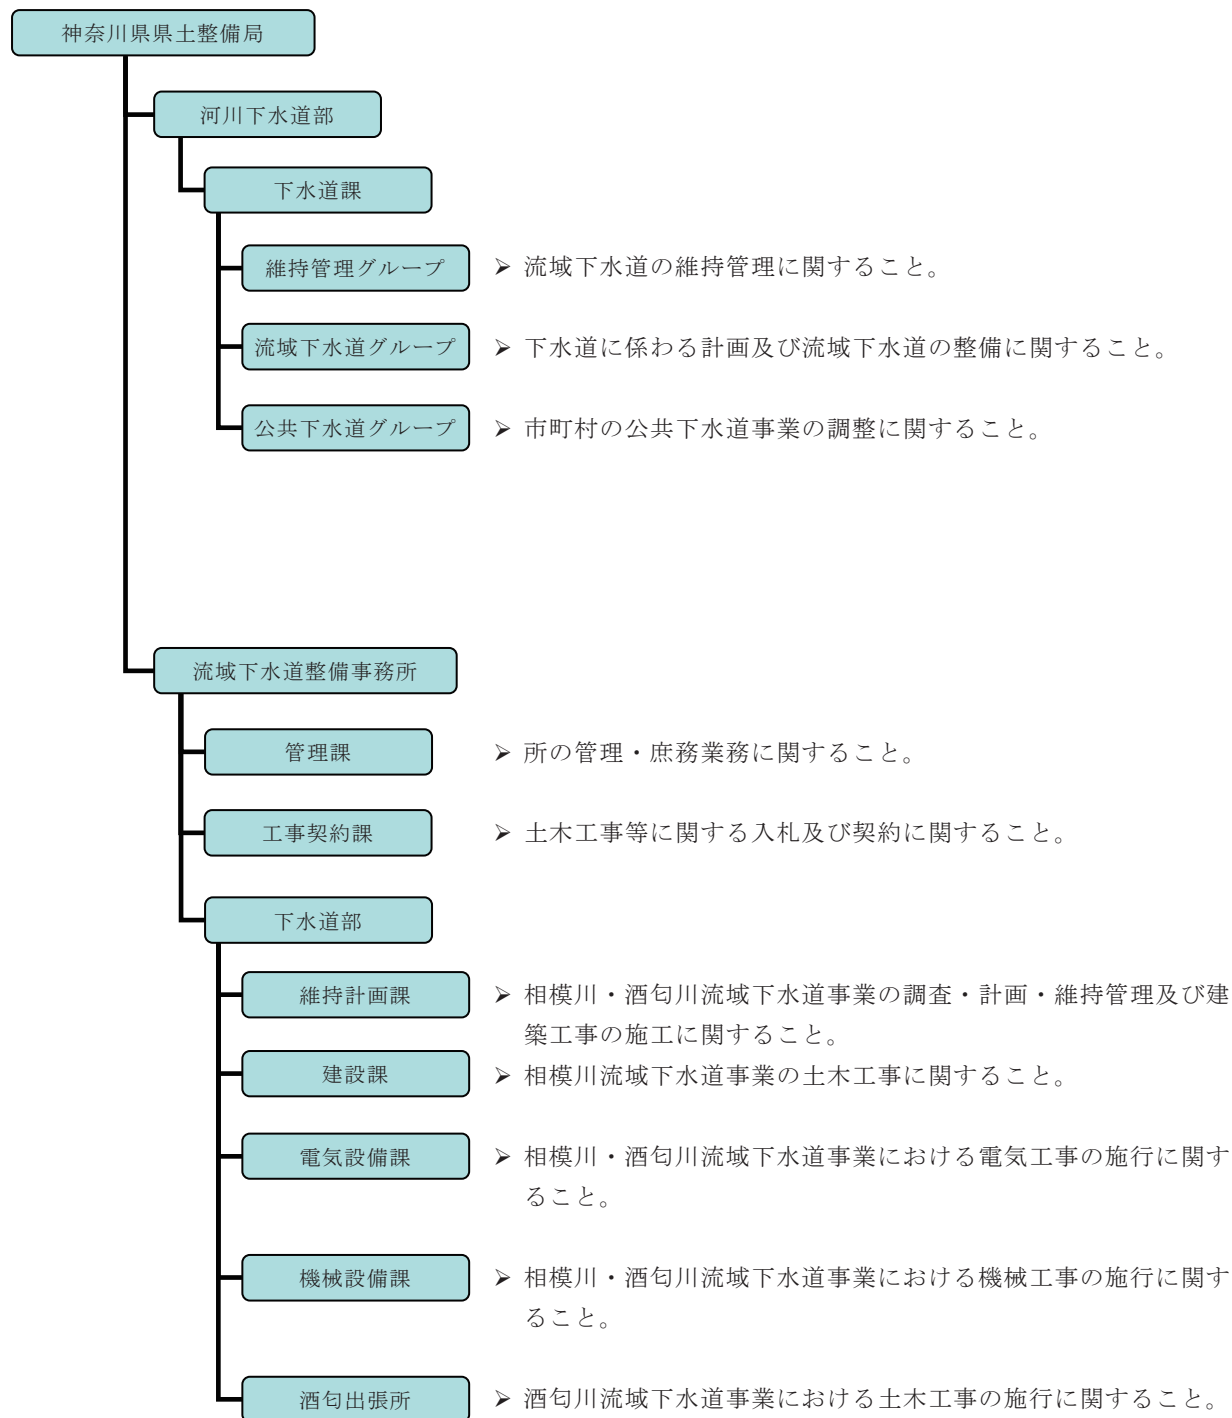 神奈川県県土整備局
河川下水道部
下水道課
維持管理グループ
➢ 流域下水道の維持管理に関すること。
流域下水道グループ
➢ 下水道に係わる計画及び流域下水道の整備に関すること。
公共下水道グループ
➢ 市町村の公共下水道事業の調整に関すること。
流域下水道整備事務所
管理課
➢ 所の管理・庶務業務に関すること。
工事契約課
➢ 土木工事等に関する入札及び契約に関すること。
下水道部
維持計画課
➢ 相模川・酒匂川流域下水道事業の調査・計画・維持管理及び建
築工事の施工に関すること。
建設課
➢ 相模川流域下水道事業の土木工事に関すること。
電気設備課
➢ 相模川・酒匂川流域下水道事業における電気工事の施行に関す
ること。
機械設備課
➢ 相模川・酒匂川流域下水道事業における機械工事の施行に関す
ること。
酒匂出張所
➢ 酒匂川流域下水道事業における土木工事の施行に関すること。